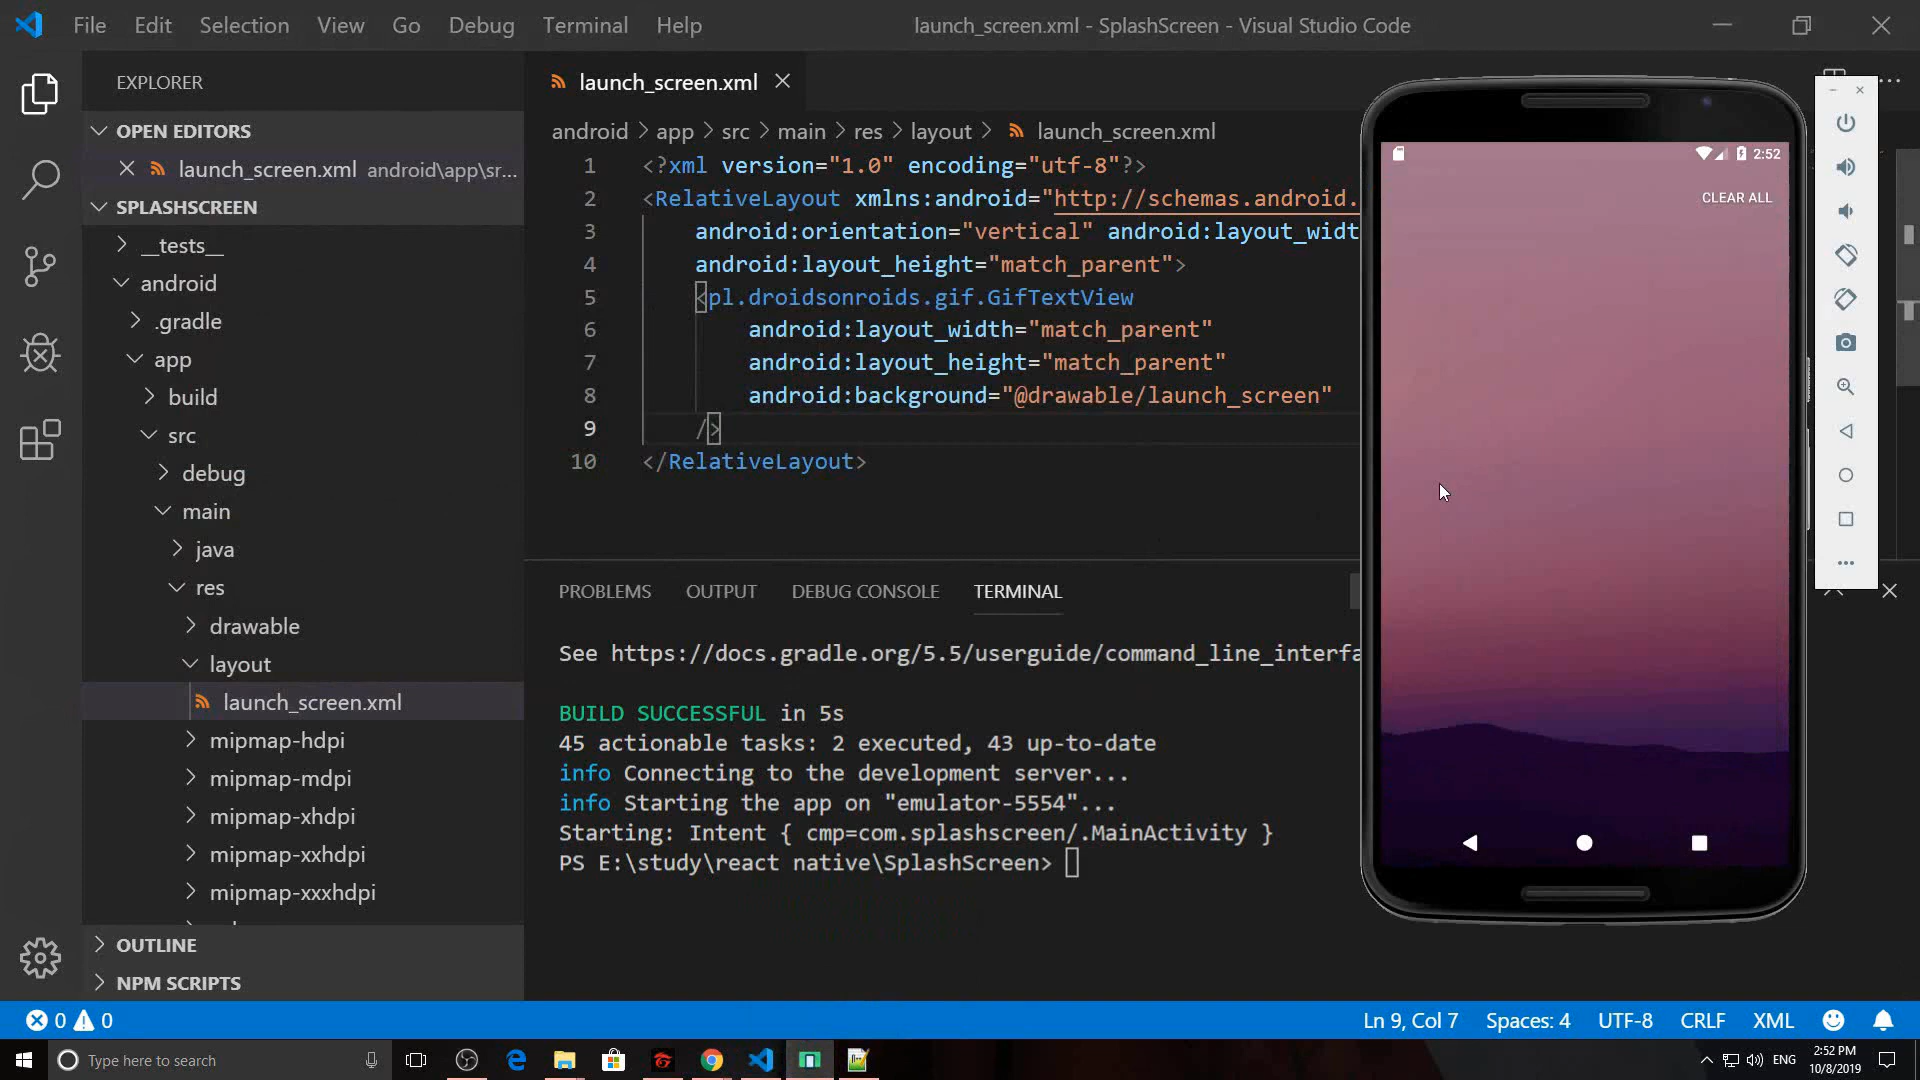 File Edit Selection View Go Debug Terminal Help
launch_screen.xml - SplashScreen - Visual Studio Code
EXPLORER
OPEN EDITORS
launch_screen.xml android\app\sr...
SPLASHSCREEN
__tests__
android
.gradle
app
build
src
debug
main
java
res
drawable
layout
launch_screen.xml
mipmap-hdpi
mipmap-mdpi
mipmap-xhdpi
mipmap-xxhdpi
mipmap-xxxhdpi
OUTLINE
NPM SCRIPTS
launch_screen.xml
android > app > src > main > res > layout > launch_screen.xml
1 <?xml version="1.0" encoding="utf-8"?>
2 <RelativeLayout xmlns:android="http://schemas.android.
3 android:orientation="vertical" android:layout_widt
4 android:layout_height="match_parent">
5 <pl.droidsonroids.gif.GifTextView
6 android:layout_width="match_parent"
7 android:layout_height="match_parent"
8 android:background="@drawable/launch_screen"
9 />
10 </RelativeLayout>
PROBLEMS OUTPUT DEBUG CONSOLE TERMINAL
See https://docs.gradle.org/5.5/userguide/command_line_interfa
BUILD SUCCESSFUL in 5s
45 actionable tasks: 2 executed, 43 up-to-date
info Connecting to the development server...
info Starting the app on "emulator-5554"...
Starting: Intent { cmp=com.splashscreen/.MainActivity }
PS E:\study\react native\SplashScreen>
2:52
CLEAR ALL
0 0
Ln 9, Col 7 Spaces: 4 UTF-8 CRLF XML
Type here to search
ENG
2:52 PM
10/8/2019